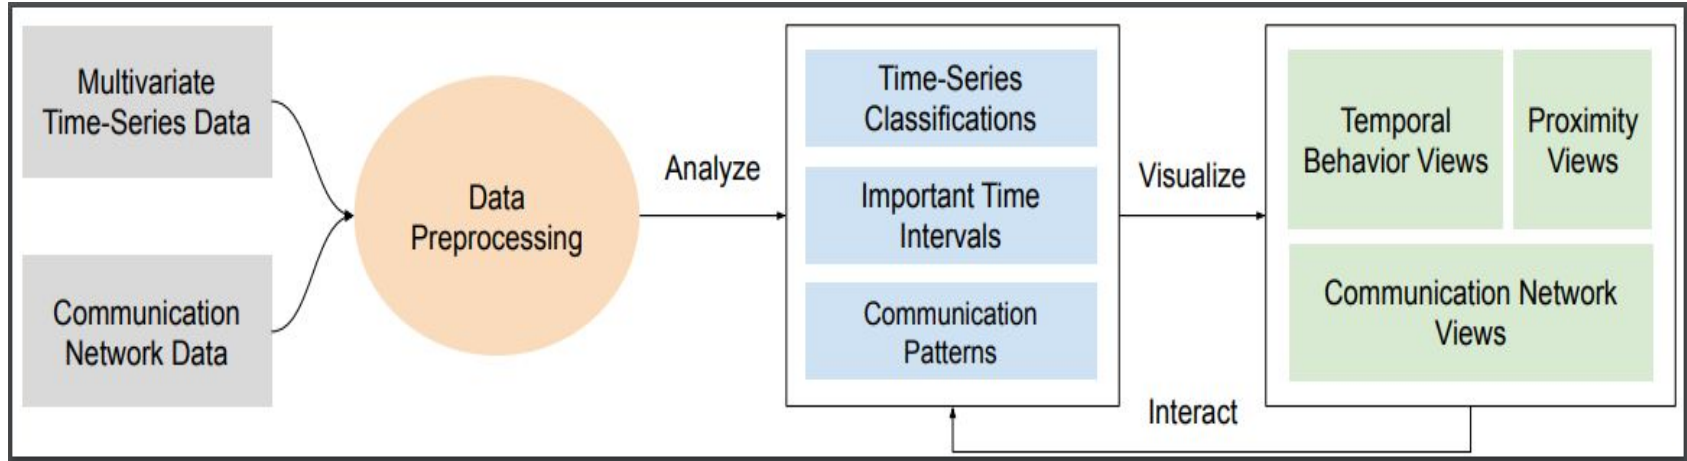 Multivariate
Time-Series Data
Communication
Network Data
Data
Preprocessing
Analyze
Time-Series
Classifications
Important Time
Intervals
Communication
Patterns
Visualize
Interact
Temporal
Behavior Views
Proximity
Views
Communication Network
Views